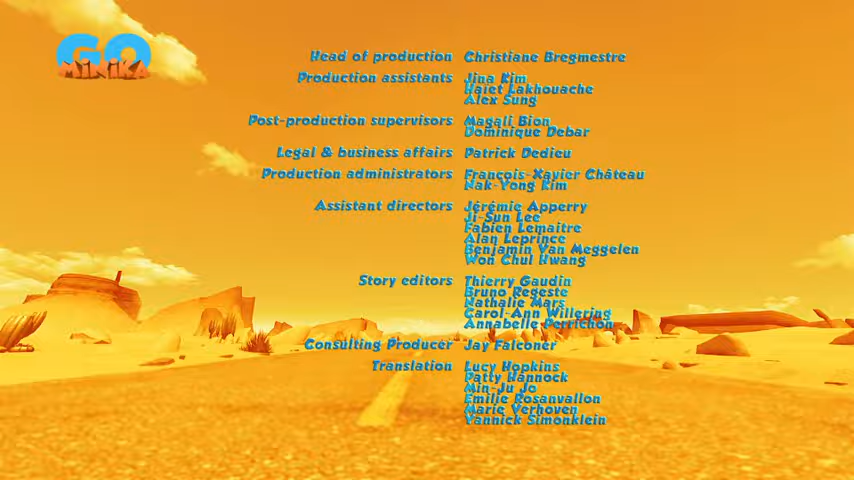 GO
MiNiKA
Head of production Christiane Bregmestre
Production assistants Jina Kim
Haiet Lakhouache
Alex Sung
Post-production supervisors Magali Bion
Dominique Debar
Legal & business affairs Patrick Dedieu
Production administrators François-Xavier Château
Nak-Yong Kim
Assistant directors Jérémie Apperry
Ji-Sun Lee
Fabien Lemaitre
Alan Leprince
Benjamin Van Meggelen
Won Chul Hwang
Story editors Thierry Gaudin
Bruno Regeste
Nathalie Mars
Carol-Ann Willering
Annabelle Perrichon
Consulting Producer Jay Falconer
Translation Lucy Hopkins
Patty Hannock
Min-Ju Jo
Emilie Rosanvallon
Marie Verhoven
Yannick Simonklein